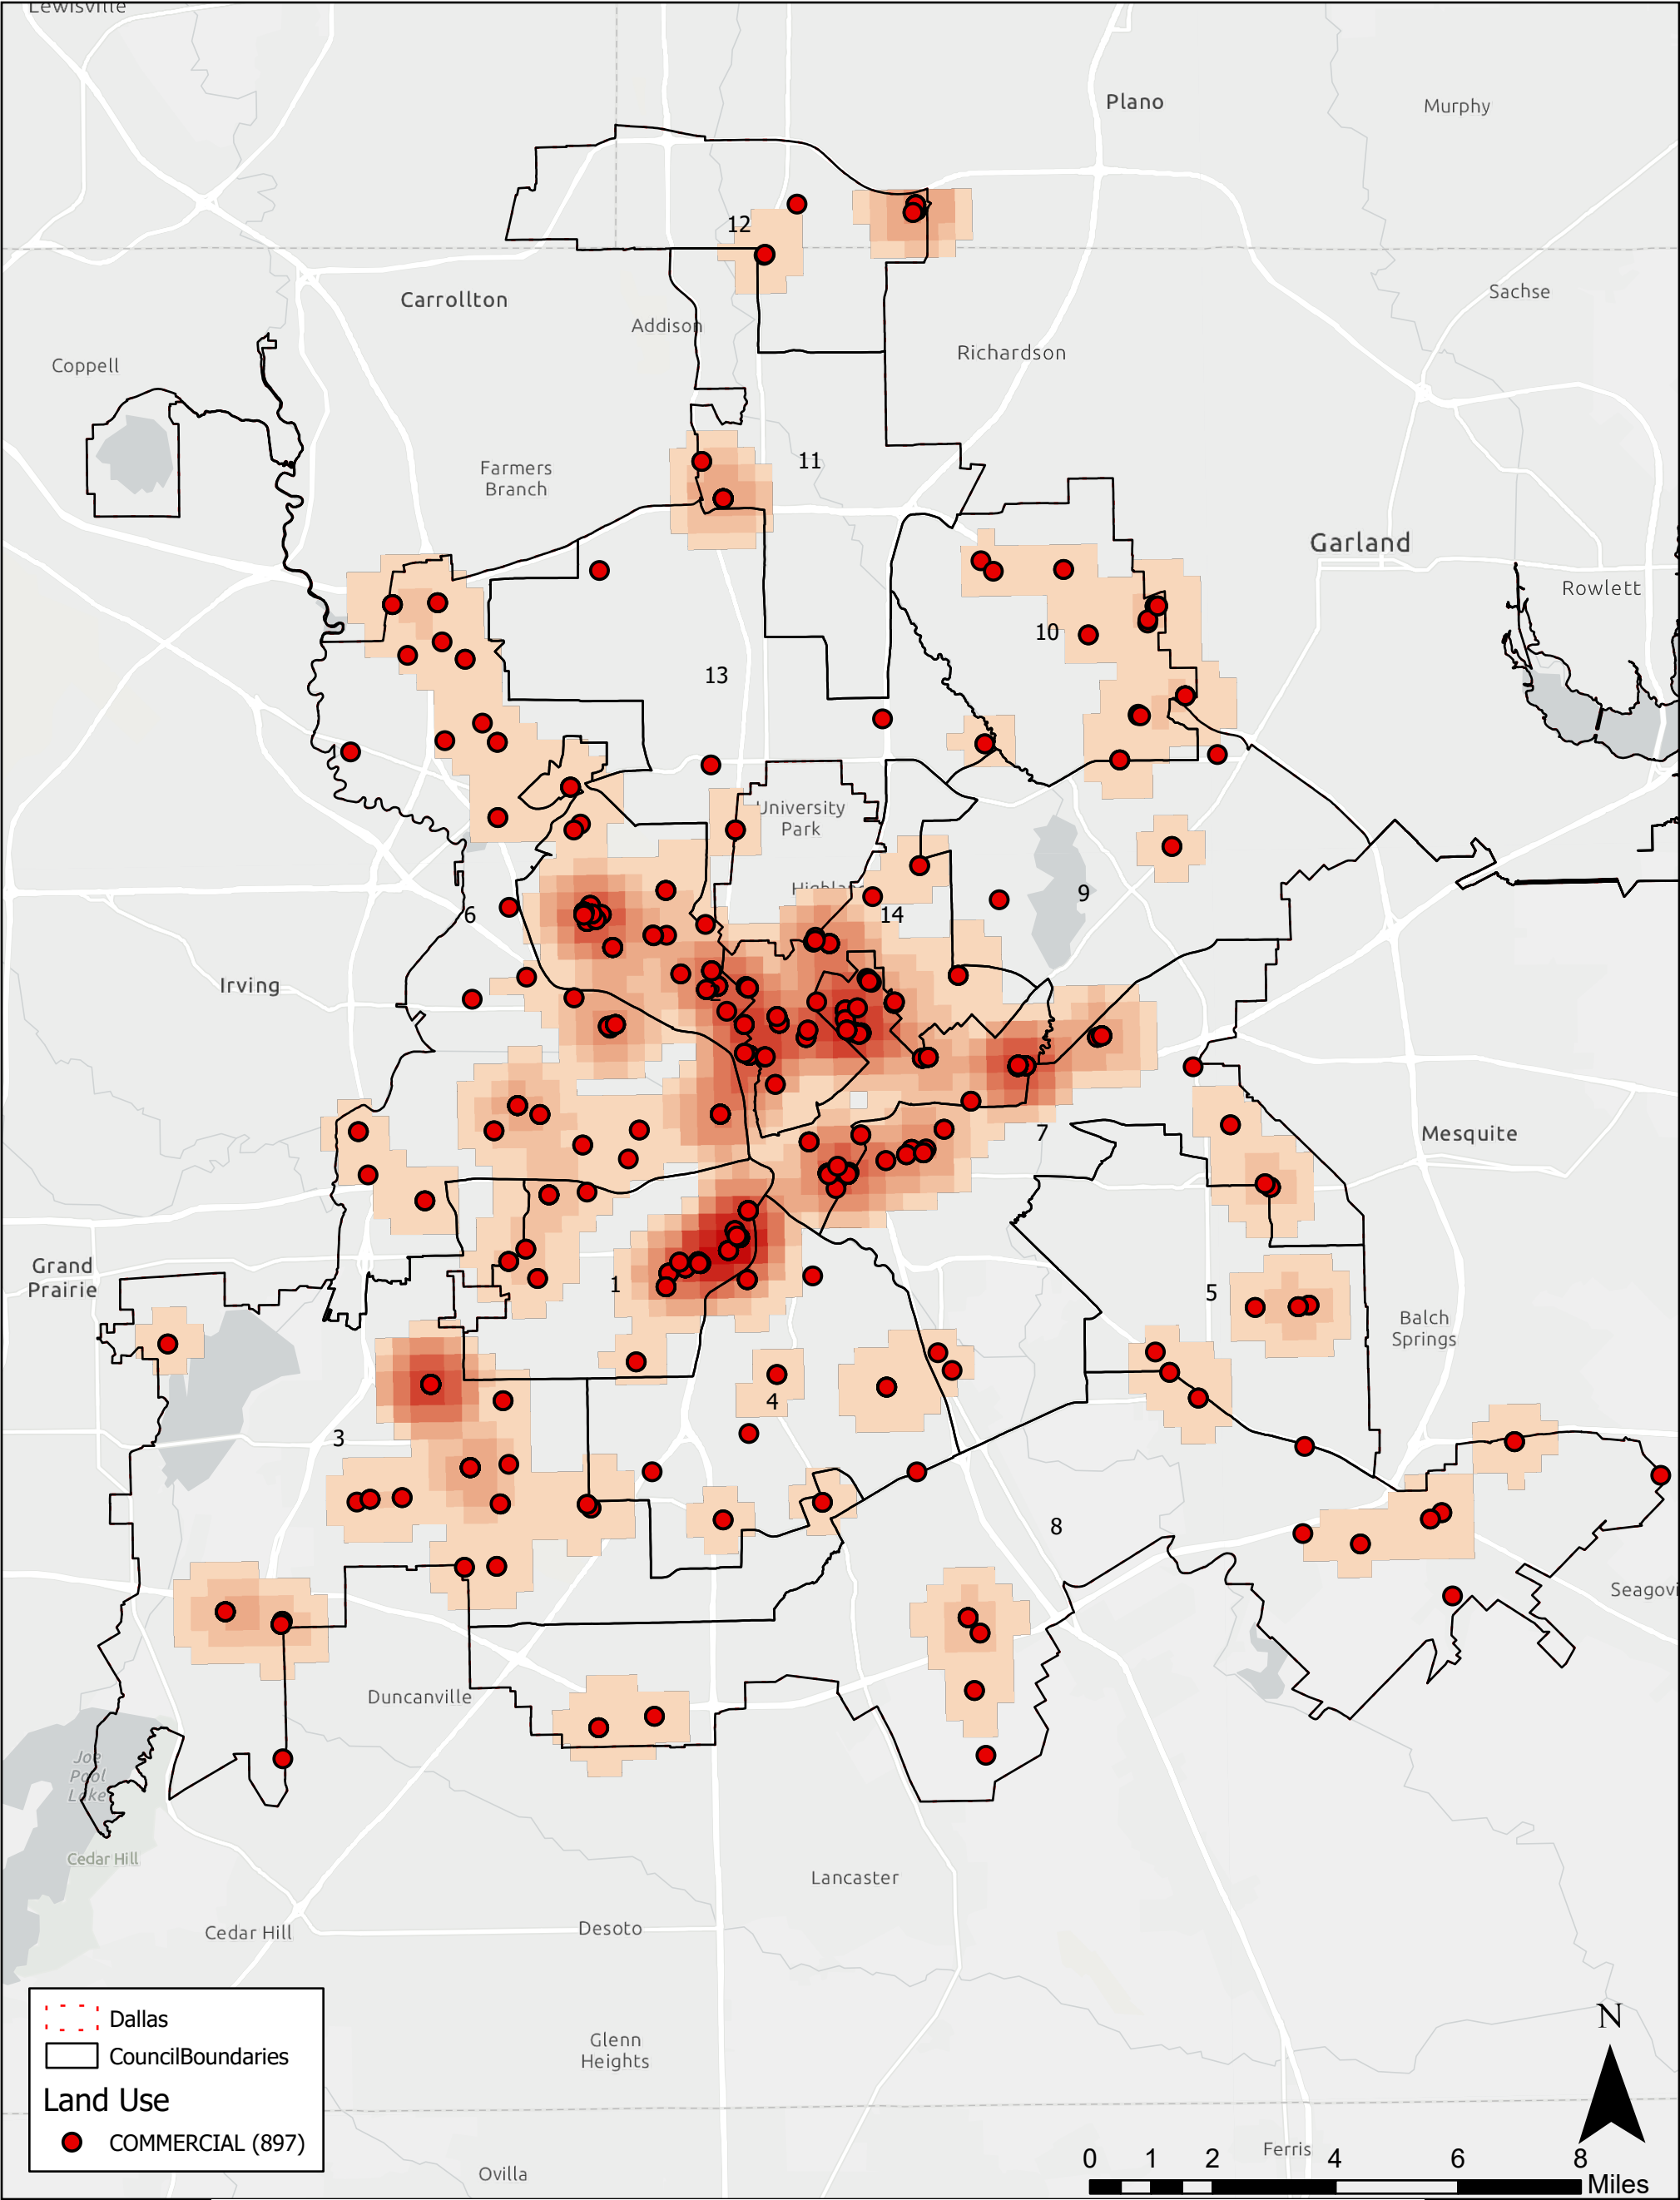 Lewisville
Plano
Murphy
12
Carrollton
Sachse
Addison
Richardson
Coppell
11
Farmers
Branch
Garland
Rowlett
10
13
University
Park
9
14
6
Irving
2
7
Mesquite
Grand
Prairie
1
5
Balch
Springs
4
3
8
Seagovi
Duncanville
Joe
Pool
Lake
Cedar Hill
Lancaster
Cedar Hill
Desoto
Glenn
Heights
Ovilla
Ferris
Dallas
CouncilBoundaries
Land Use
COMMERCIAL (897)
N
0 1 2 4 6 8
Miles